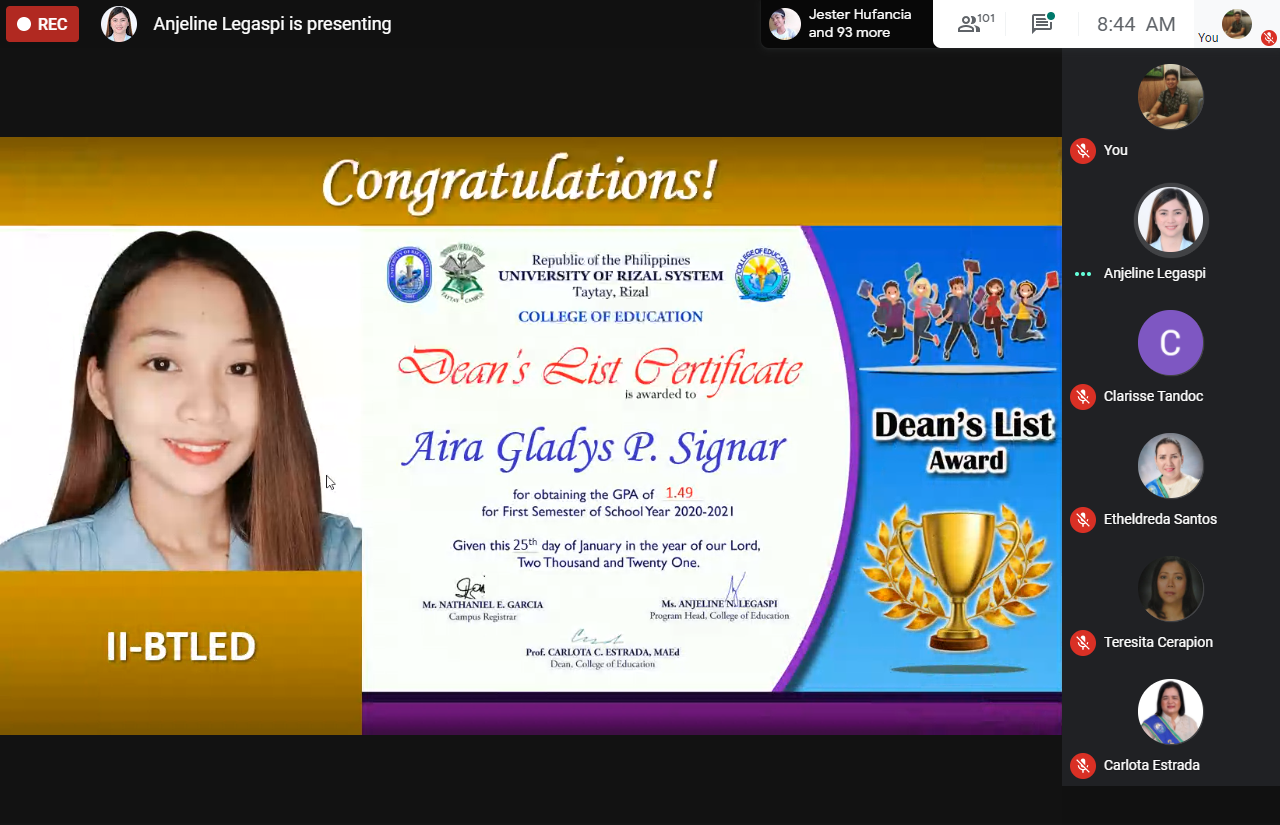 REC
Anjeline Legaspi is presenting
Jester Hufancia
and 93 more
101
8:44 AM
You
Congratulations!
Republic of the Philippines
UNIVERSITY OF RIZAL SYSTEM
Taytay, Rizal
COLLEGE OF EDUCATION
Dean's List Certificate
is awarded to
Aira Gladys P. Signar
for obtaining the GPA of 1.49
for First Semester of School Year 2020-2021
Given this 25th day of January in the year of our Lord,
Two Thousand and Twenty One.
Mr. NATHANIEL E. GARCIA
Campus Registrar
Ms. ANJELINE N. LEGASPI
Program Head, College of Education
Prof. CARLOTA C. ESTRADA, MAEd
Dean, College of Education
Dean's List
Award
II-BTLED
You
Anjeline Legaspi
C
Clarisse Tandoc
Etheldreda Santos
Teresita Cerapion
Carlota Estrada